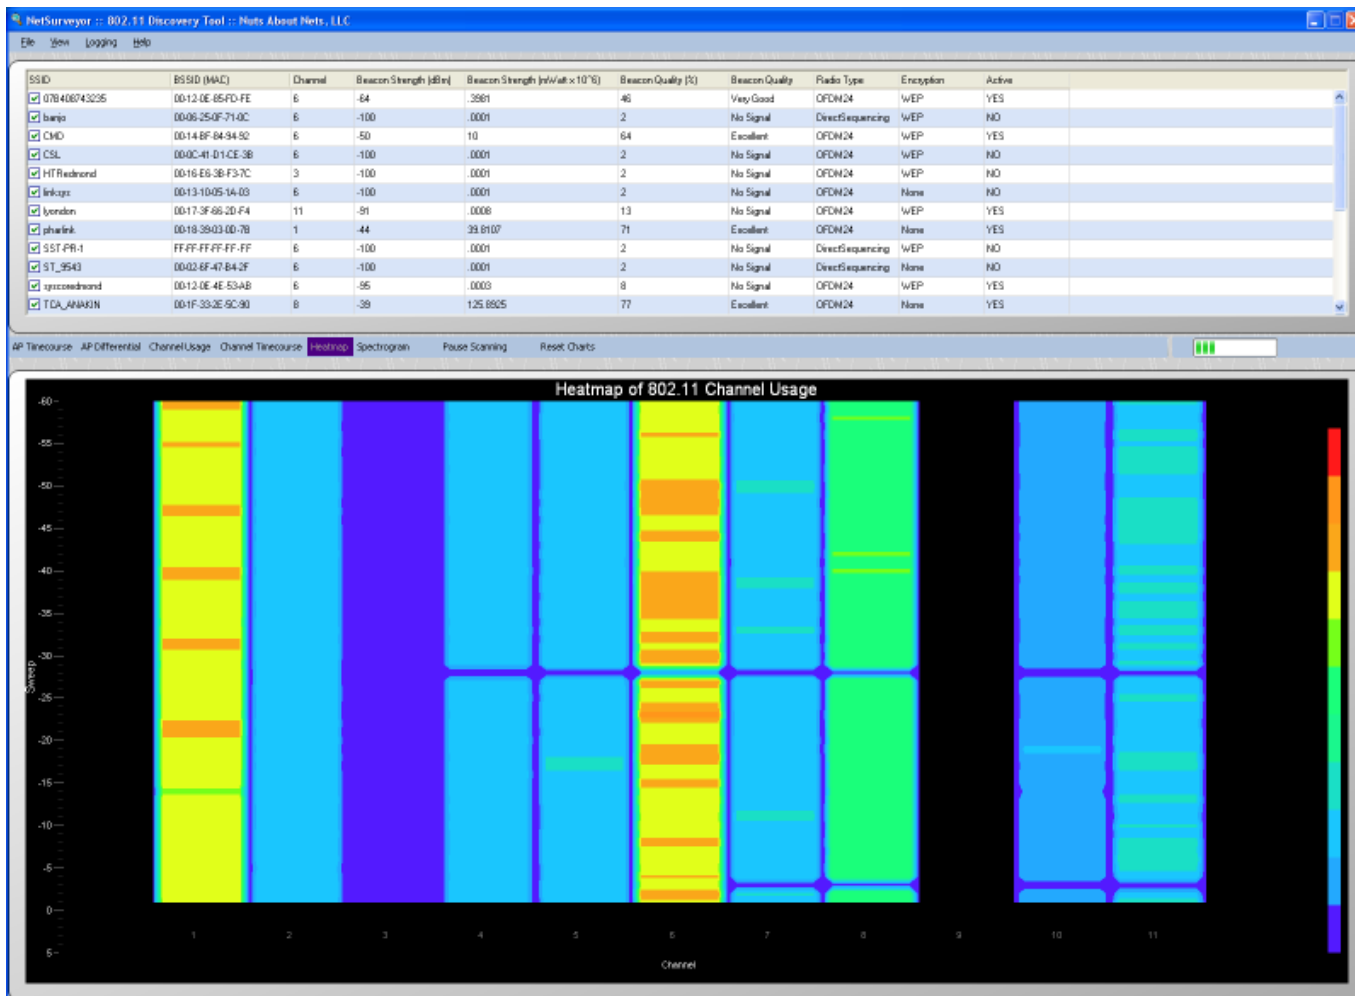 NetSurveyor :: 802.11 Discovery Tool :: Nuts About Nets, LLC
File View Logging Help
SSID BSSID (MAC) Channel Beacon Strength (dBm) Beacon Strength (mWatt x 10^6) Beacon Quality (%) Beacon Quality Radio Type Encryption Active
078408743235 00-12-0E-85-FD-FE 6 -64 .3981 46 Very Good OFDM24 WEP YES
banjo 00-06-25-0F-71-0C 6 -100 .0001 2 No Signal DirectSequencing WEP NO
CMD 00-14-BF-84-94-92 6 -50 10 64 Excellent OFDM24 WEP YES
CSL 00-0C-41-D1-CE-3B 6 -100 .0001 2 No Signal OFDM24 WEP NO
HTRedmond 00-16-E6-3B-F3-7C 3 -100 .0001 2 No Signal OFDM24 WEP NO
linksys 00-13-10-05-1A-03 6 -100 .0001 2 No Signal OFDM24 None NO
lyondon 00-17-3F-66-2D-F4 11 -91 .0008 13 No Signal OFDM24 WEP YES
pharlink 00-18-39-03-0D-7B 1 -44 39.8107 71 Excellent OFDM24 None YES
SST-PR-1 FF-FF-FF-FF-FF-FF 6 -100 .0001 2 No Signal DirectSequencing WEP NO
ST_9543 00-02-6F-47-B4-2F 6 -100 .0001 2 No Signal DirectSequencing None NO
00-12-0E-4E-53-AB 6 -95 .0003 8 No Signal OFDM24 WEP YES
TDA_ANAKIN 00-1F-33-2E-5C-90 8 -39 125.8925 77 Excellent OFDM24 None YES
AP Timecourse AP Differential Channel Usage Channel Timecourse Heatmap Spectrogram Pause Scanning Reset Charts
Heatmap of 802.11 Channel Usage
-60
-55
-50
-45
-40
-35
-30
Sweep
-25
-20
-15
-10
-5
0
1 2 3 4 5 6 7 8 9 10 11
5
Channel